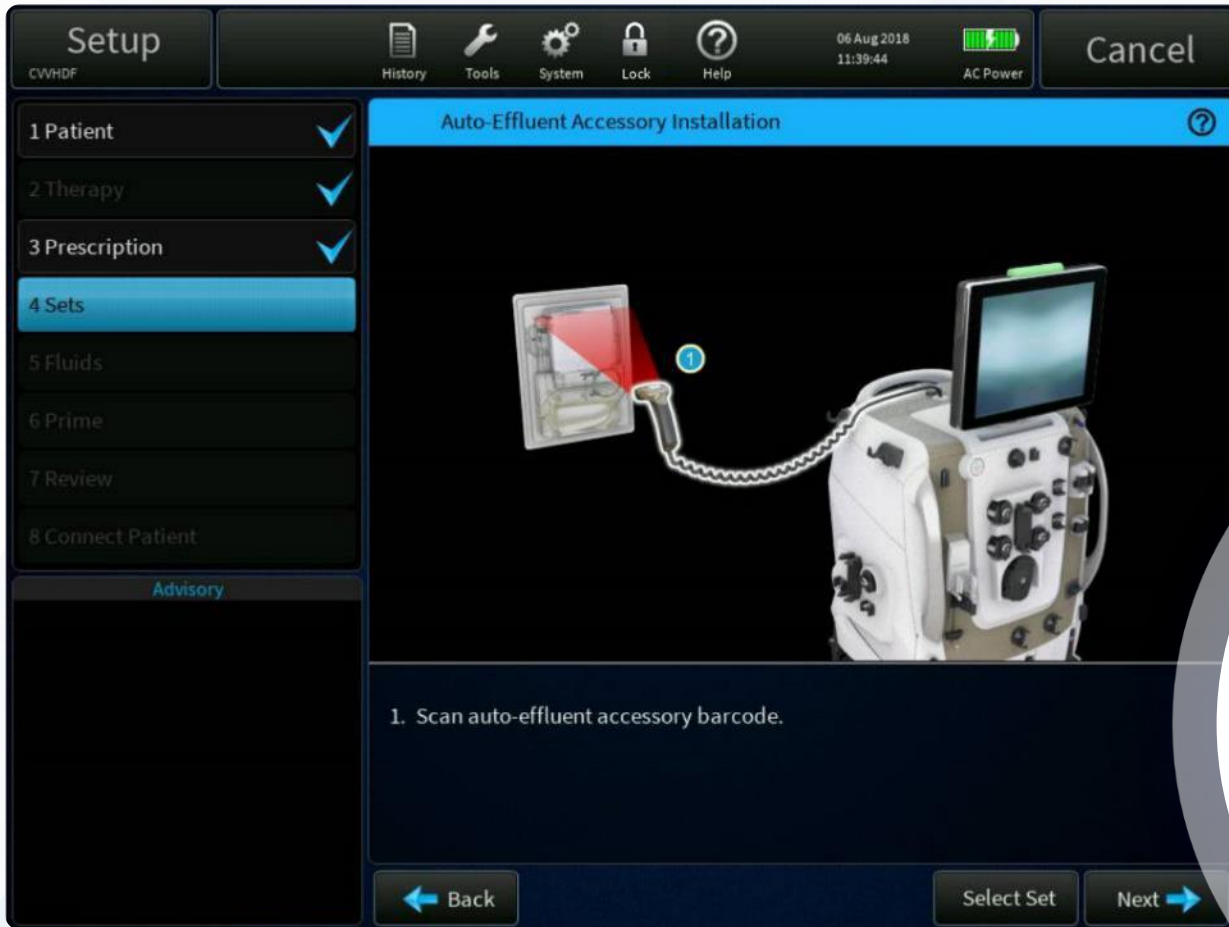 Setup
CVVHDF
History
Tools
System
Lock
Help
06 Aug 2018
11:39:44
AC Power
Cancel
1 Patient
2 Therapy
3 Prescription
4 Sets
5 Fluids
6 Prime
7 Review
8 Connect Patient
Advisory
Auto-Effluent Accessory Installation
1
1. Scan auto-effluent accessory barcode.
Back
Select Set
Next